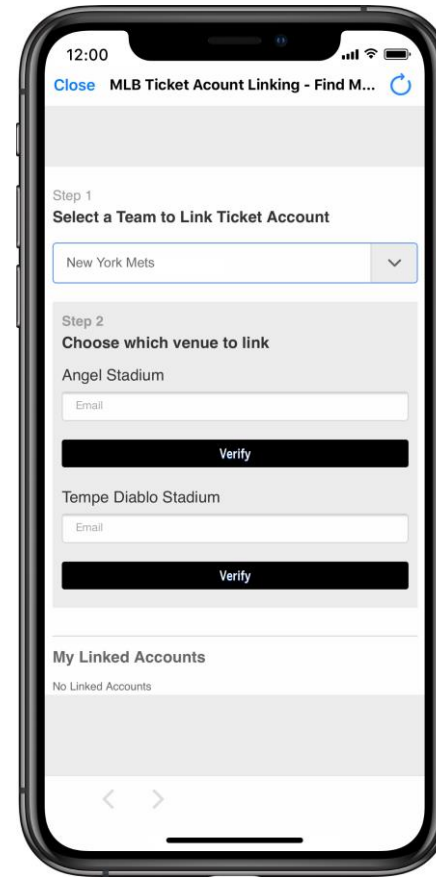 12:00
Close MLB Ticket Acount Linking - Find M...
Step 1
Select a Team to Link Ticket Account
New York Mets
Step 2
Choose which venue to link
Angel Stadium
Email
Verify
Tempe Diablo Stadium
Email
Verify
My Linked Accounts
No Linked Accounts